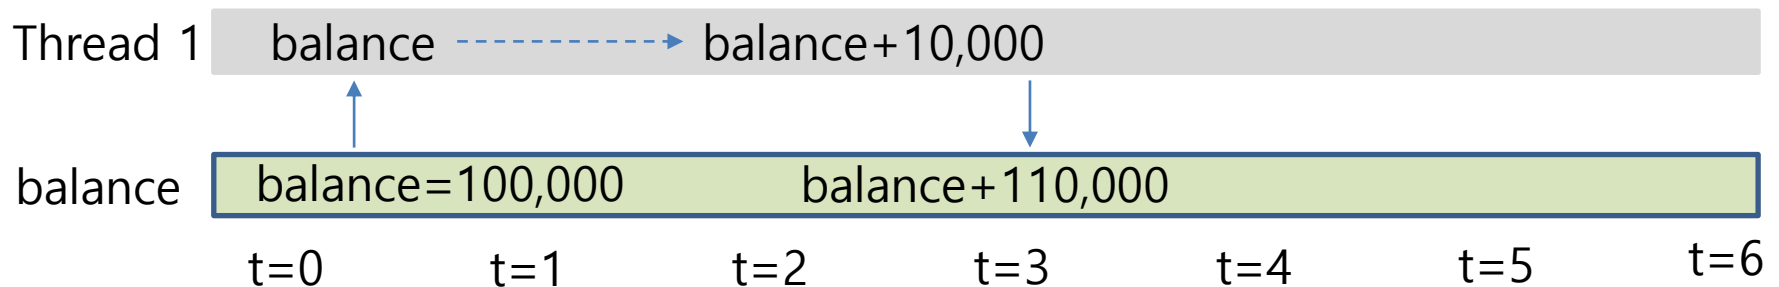 Thread 1 balance balance+10,000
balance balance=100,000 balance+110,000
t=0 t=1 t=2 t=3 t=4 t=5 t=6